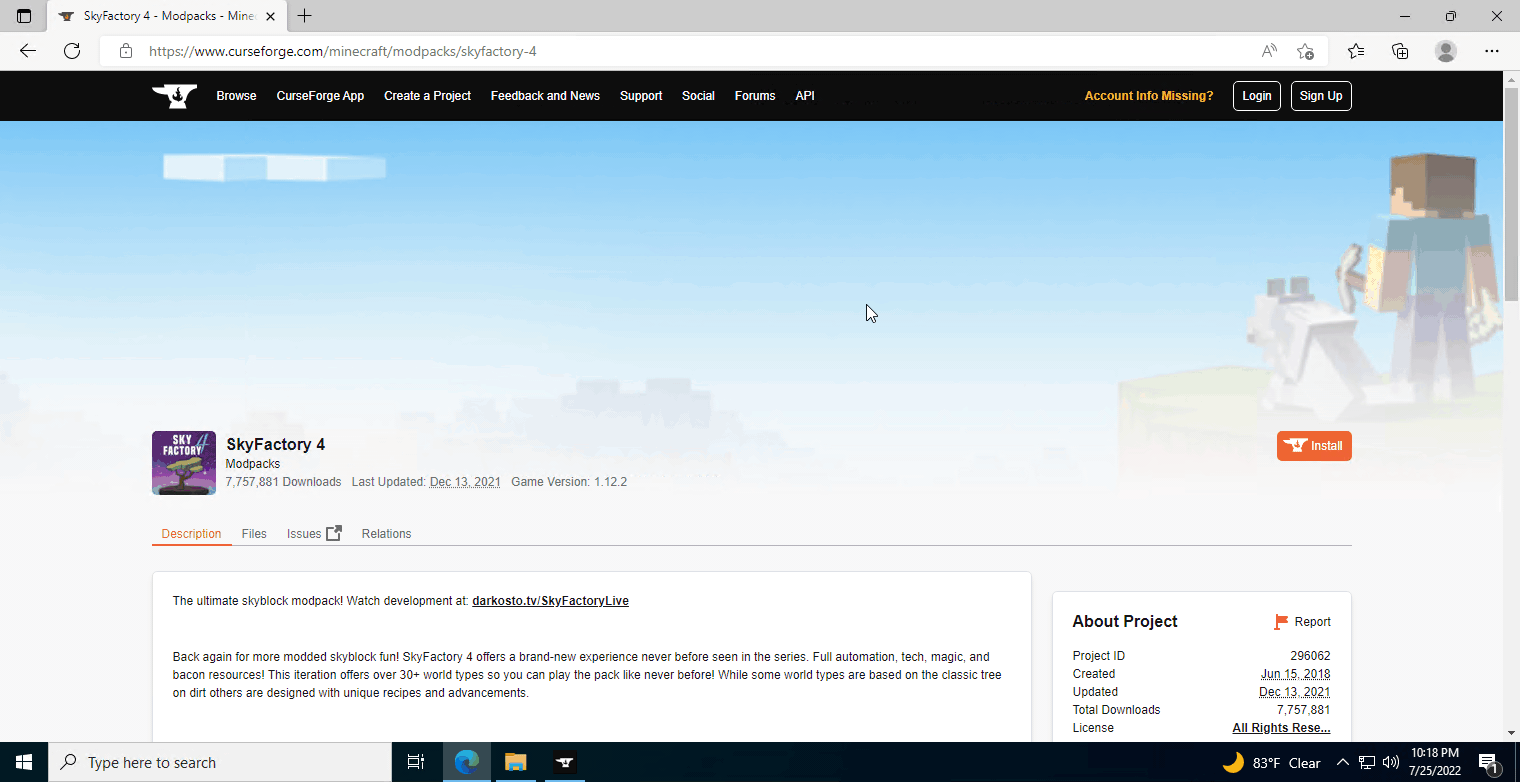 SkyFactory 4 - Modpacks - Mine
https://www.curseforge.com/minecraft/modpacks/skyfactory-4
Browse CurseForge App Create a Project Feedback and News Support Social Forums API Account Info Missing? Login Sign Up
SKY FACTORY 4
SkyFactory 4
Install
Modpacks
7,757,881 Downloads Last Updated: Dec 13, 2021 Game Version: 1.12.2
Description Files Issues Relations
The ultimate skyblock modpack! Watch development at: darkosto.tv/SkyFactoryLive
Back again for more modded skyblock fun! SkyFactory 4 offers a brand-new experience never before seen in the series. Full automation, tech, magic, and
bacon resources! This iteration offers over 30+ world types so you can play the pack like never before! While some world types are based on the classic tree
on dirt others are designed with unique recipes and advancements.
About Project Report
Project ID 296062
Created Jun 15, 2018
Updated Dec 13, 2021
Total Downloads 7,757,881
License All Rights Rese...
Type here to search
83°F Clear
10:18 PM
7/25/2022
1